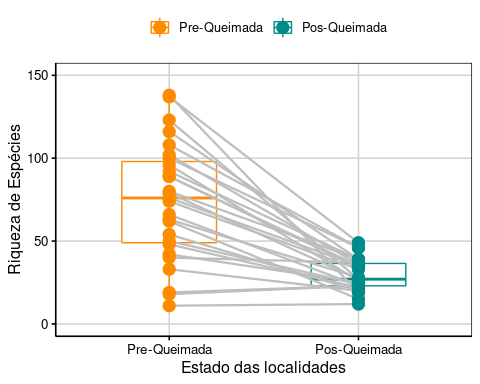 Pre-Queimada Pos-Queimada
Riqueza de Espécies
150
100
50
0
Pre-Queimada Pos-Queimada
Estado das localidades